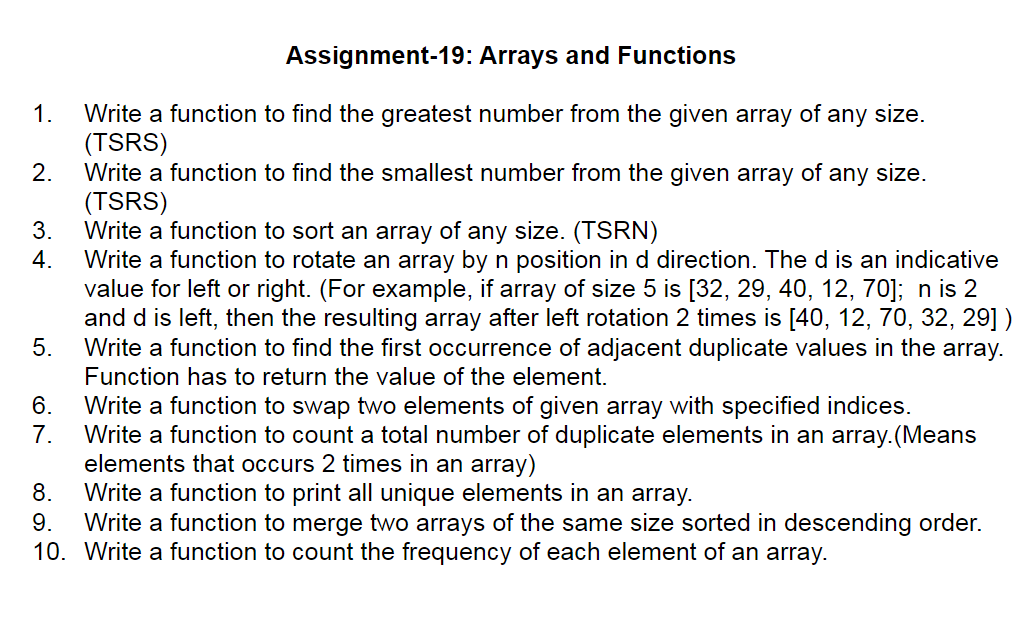 Assignment-19: Arrays and Functions
1. Write a function to find the greatest number from the given array of any size.
(TSRS)
2. Write a function to find the smallest number from the given array of any size.
(TSRS)
3. Write a function to sort an array of any size. (TSRN)
4. Write a function to rotate an array by n position in d direction. The d is an indicative
value for left or right. (For example, if array of size 5 is [32, 29, 40, 12, 70]; n is 2
and d is left, then the resulting array after left rotation 2 times is [40, 12, 70, 32, 29] )
5. Write a function to find the first occurrence of adjacent duplicate values in the array.
Function has to return the value of the element.
6. Write a function to swap two elements of given array with specified indices.
7. Write a function to count a total number of duplicate elements in an array.(Means
elements that occurs 2 times in an array)
8. Write a function to print all unique elements in an array.
9. Write a function to merge two arrays of the same size sorted in descending order.
10. Write a function to count the frequency of each element of an array.